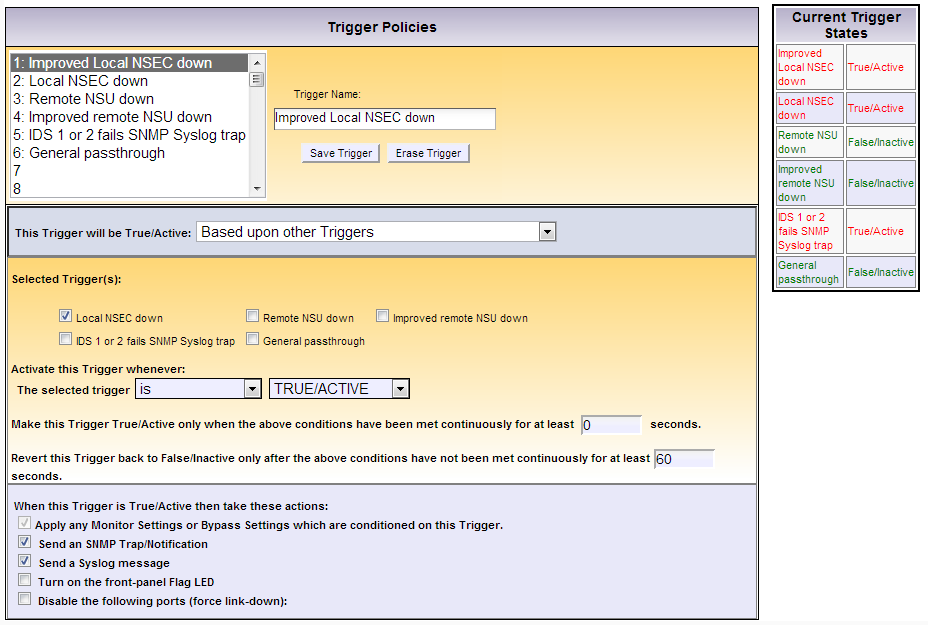 Trigger Policies
1: Improved Local NSEC down
2: Local NSEC down
3: Remote NSU down
4: Improved remote NSU down
5: IDS 1 or 2 fails SNMP Syslog trap
6: General passthrough
7
8
Trigger Name:
Improved Local NSEC down
Save Trigger Erase Trigger
This Trigger will be True/Active: Based upon other Triggers
Selected Trigger(s):
Local NSEC down Remote NSU down Improved remote NSU down
IDS 1 or 2 fails SNMP Syslog trap General passthrough
Activate this Trigger whenever:
The selected trigger is TRUE/ACTIVE
Make this Trigger True/Active only when the above conditions have been met continuously for at least 0 seconds.
Revert this Trigger back to False/Inactive only after the above conditions have not been met continuously for at least 60
seconds.
When this Trigger is True/Active then take these actions:
Apply any Monitor Settings or Bypass Settings which are conditioned on this Trigger.
Send an SNMP Trap/Notification
Send a Syslog message
Turn on the front-panel Flag LED
Disable the following ports (force link-down):
Current Trigger
States
Improved
Local NSEC
down
True/Active
Local NSEC
down
True/Active
Remote NSU
down
False/Inactive
Improved
remote NSU
down
False/Inactive
IDS 1 or 2
fails SNMP
Syslog trap
True/Active
General
passthrough
False/Inactive